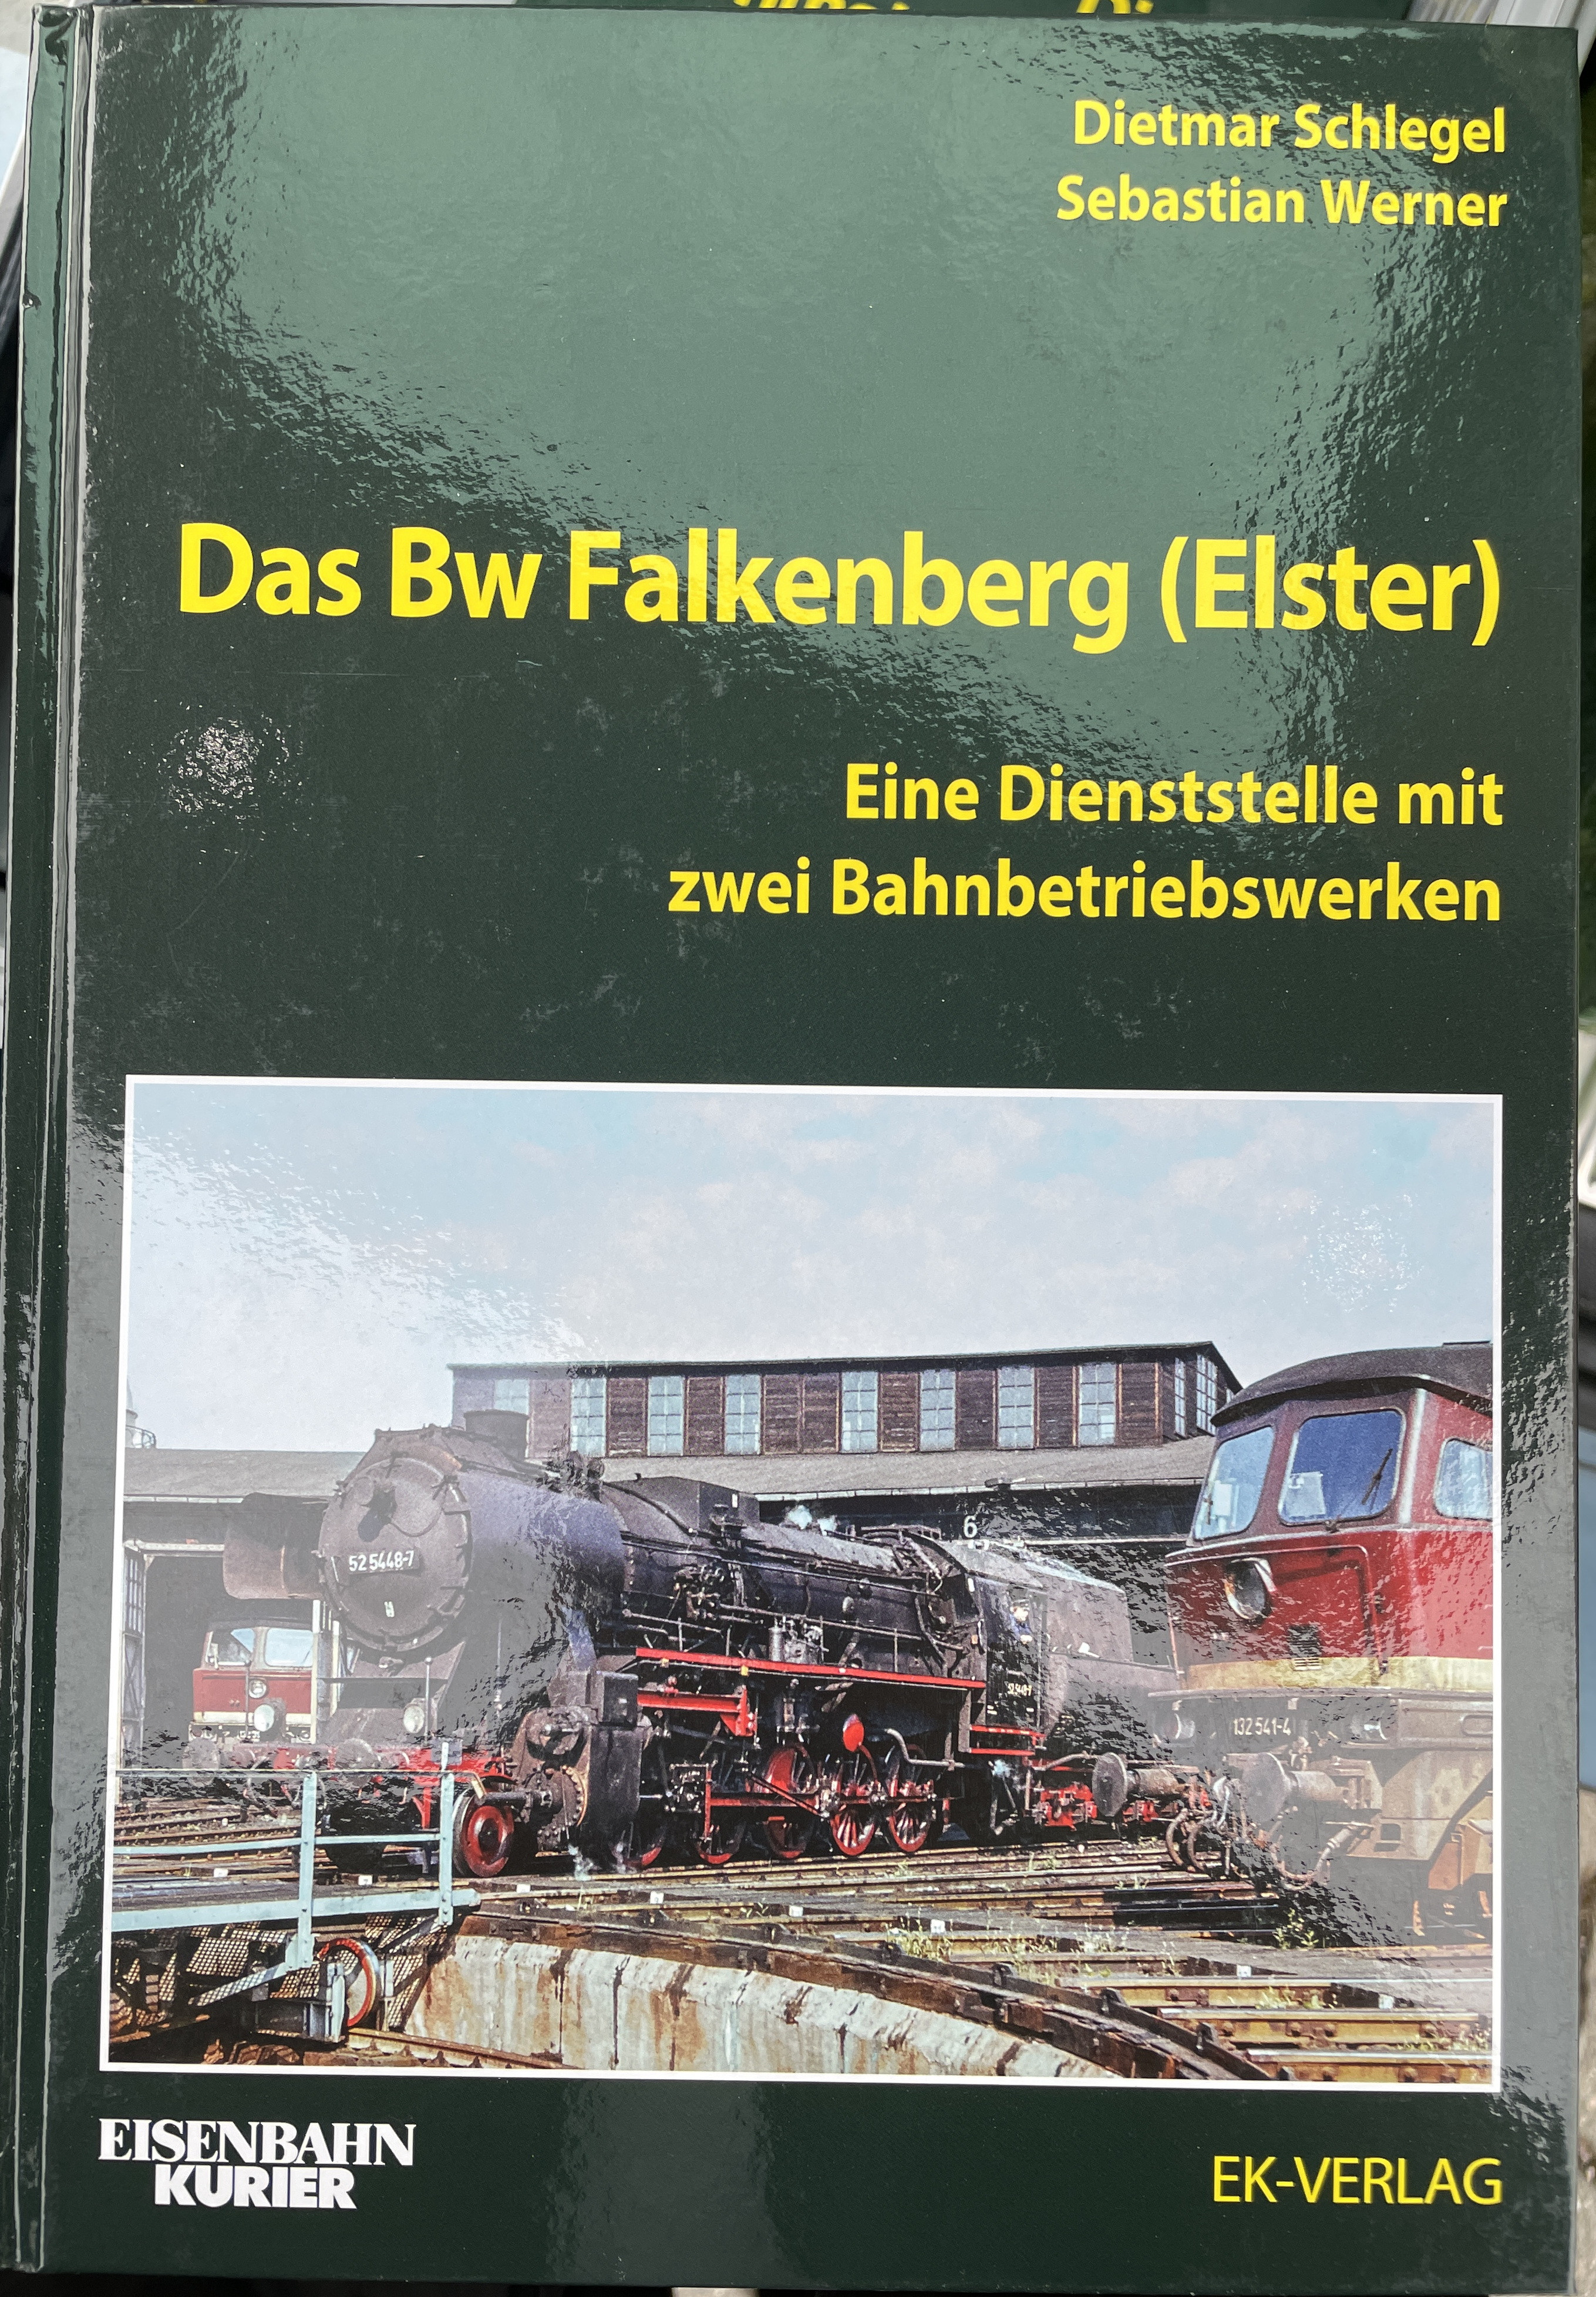 Dietmar Schlegel
Sebastian Werner
Das Bw Falkenberg (Elster)
Eine Dienststelle mit
zwei Bahnbetriebswerken
6
52 5448-7
132 541-4
EISENBAHN
KURIER
EK-VERLAG